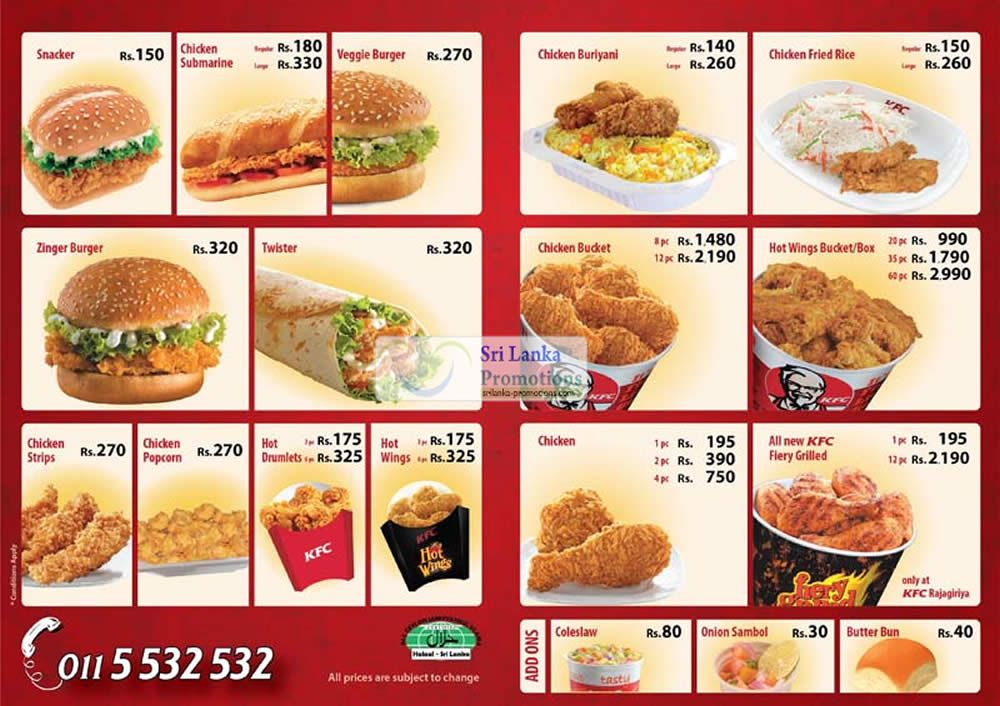 Snacker Rs.150
Chicken Regular Rs.180
Submarine Large Rs.330
Veggie Burger Rs.270
Zinger Burger Rs.320
Twister Rs.320
Chicken
Strips Rs.270
Chicken
Popcorn Rs.270
Hot Rs.175
Drumlets Rs.325
KFC
Hot Rs.175
Wings Rs.325
KFC
Hot
Wings
* Conditions Apply
011 5 532 532
Halaal - Sri Lanka
All prices are subject to change
Chicken Buriyani Regular Rs.140
Large Rs.260
Chicken Fried Rice Regular Rs.150
Large Rs.260
KFC
Chicken Bucket 8 pc Rs.1,480
12 pc Rs.2,190
KFC
Hot Wings Bucket/Box 20 pc Rs. 990
35 pc Rs.1,790
60 pc Rs.2,990
KFC
Sri Lanka
Promotions
srilanka-promotions.com
Chicken 1 pc Rs. 195
2 pc Rs. 390
4 pc Rs. 750
All new KFC 1 pc Rs. 195
Fiery Grilled 12 pc Rs.2,190
fiery
only at
KFC Rajagiriya
ADD ONS
Coleslaw Rs.80
tasty
Onion Sambol Rs.30
Butter Bun Rs.40